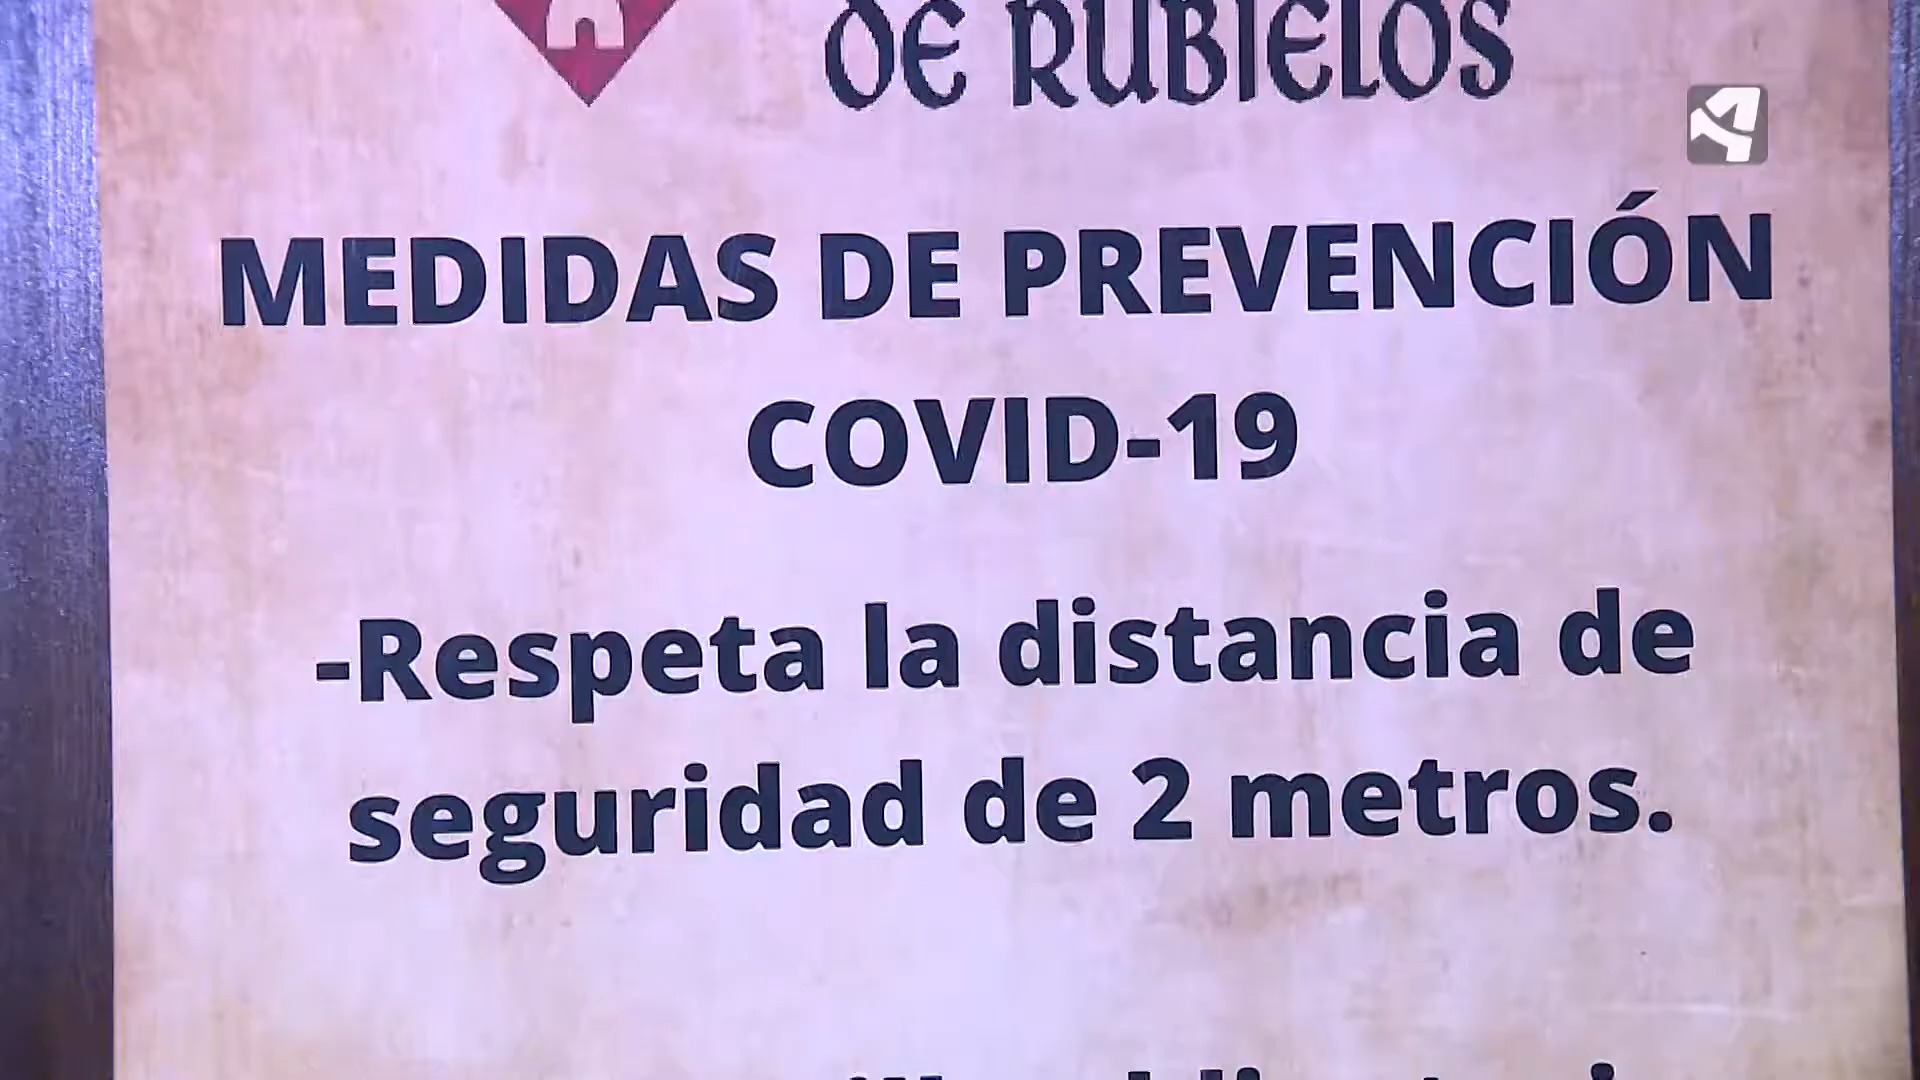 DE RUBIELOS
MEDIDAS DE PREVENCIÓN
COVID-19
-Respeta la distancia de
seguridad de 2 metros.